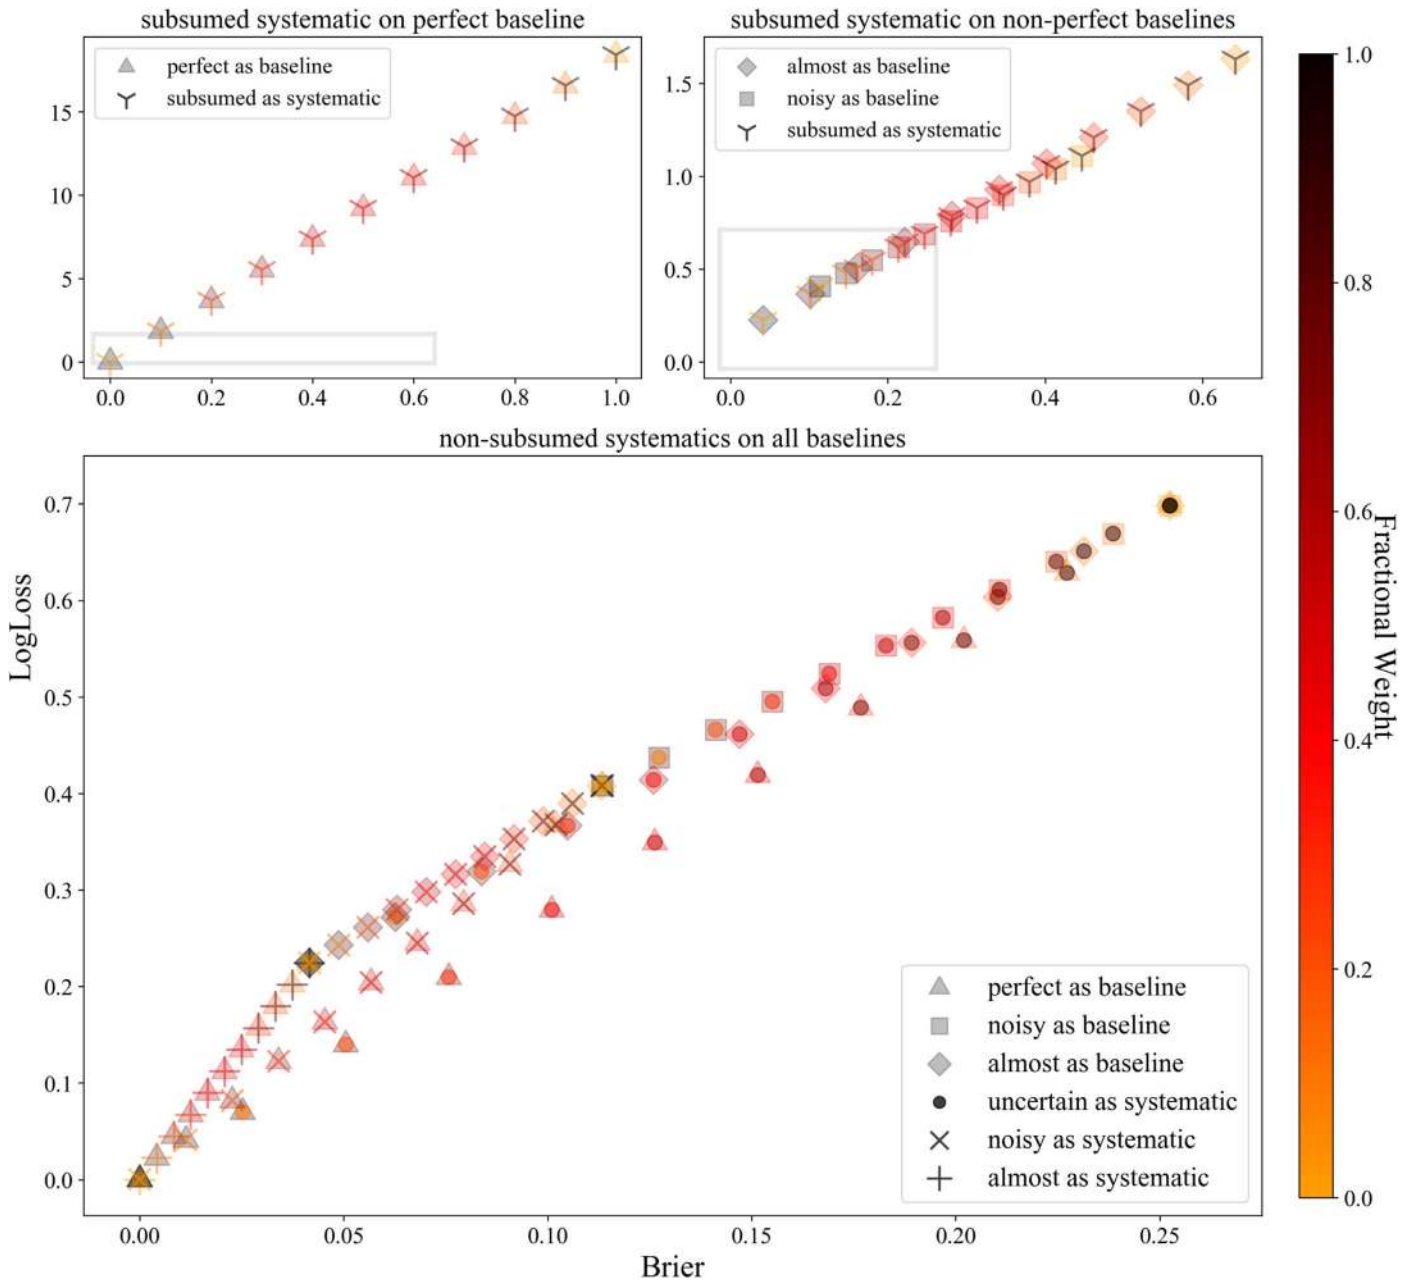 subsumed systematic on perfect baseline
subsumed systematic on non-perfect baselines
perfect as baseline
subsumed as systematic
almost as baseline
noisy as baseline
subsumed as systematic
15
10
5
0
0.0 0.2 0.4 0.6 0.8 1.0
1.5
1.0
0.5
0.0
0.0 0.2 0.4 0.6
non-subsumed systematics on all baselines
LogLoss
0.7
0.6
0.5
0.4
0.3
0.2
0.1
0.0
perfect as baseline
noisy as baseline
almost as baseline
uncertain as systematic
noisy as systematic
almost as systematic
0.00 0.05 0.10 0.15 0.20 0.25
Brier
1.0
0.8
0.6
0.4
0.2
0.0
Fractional Weight